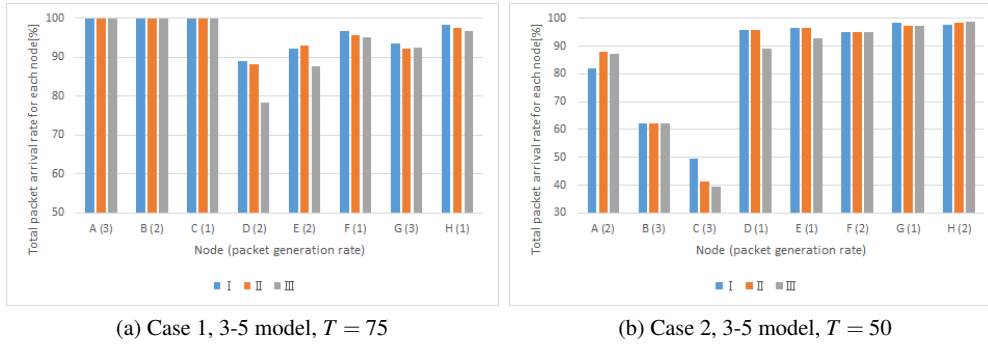 Total packet arrival rate for each node[%]
100
90
80
70
60
50
A (3) B (2) C (1) D (2) E (2) F (1) G (3) H (1)
Node (packet generation rate)
I II III
(a) Case 1, 3-5 model, T = 75
Total packet arrival rate for each node[%]
100
90
80
70
60
50
40
30
A (2) B (3) C (3) D (1) E (1) F (2) G (1) H (2)
Node (packet generation rate)
I II III
(b) Case 2, 3-5 model, T = 50